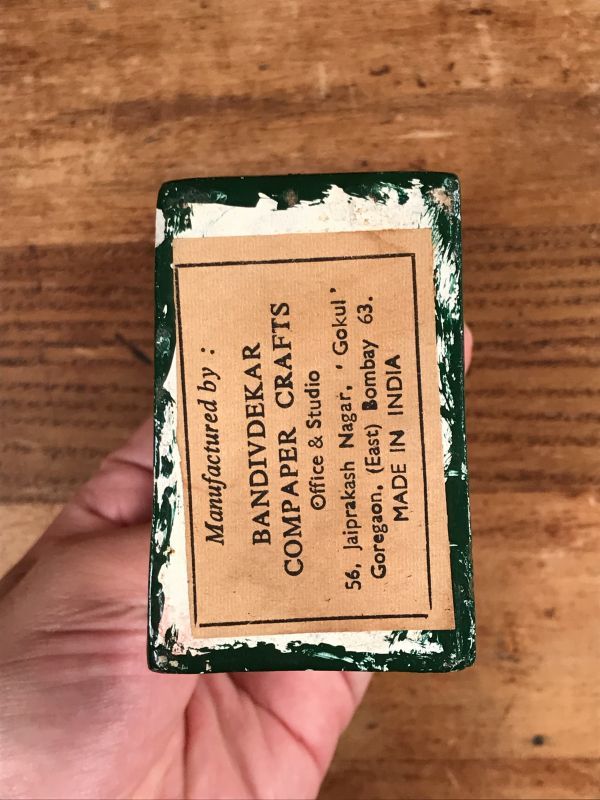 Manufactured by :
BANDIVDEKAR
COMPAPER CRAFTS
Office & Studio
56, Jaiprakash Nagar, ' Gokul '
Goregaon, (East) Bombay 63.
MADE IN INDIA